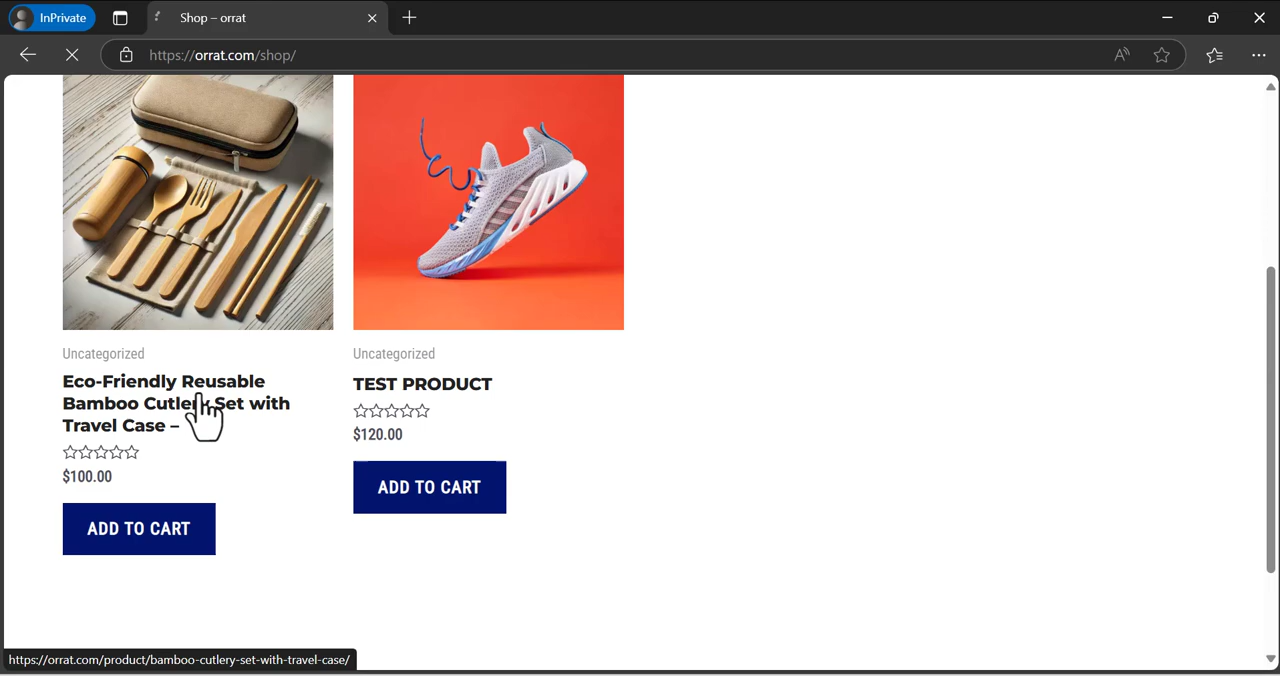 InPrivate
Shop – orrat
https://orrat.com/shop/
Uncategorized
Eco-Friendly Reusable
Bamboo Cutlery Set with
Travel Case –
$100.00
ADD TO CART
Uncategorized
TEST PRODUCT
$120.00
ADD TO CART
https://orrat.com/product/bamboo-cutlery-set-with-travel-case/